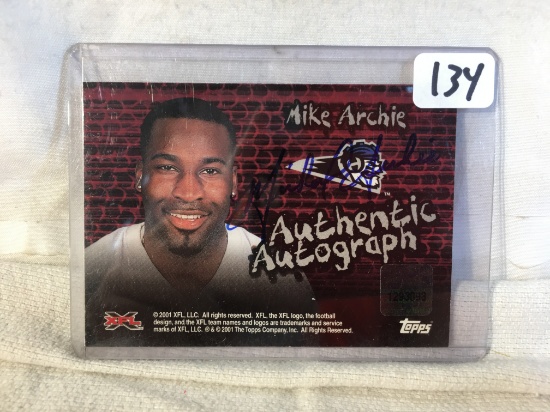 134
Mike Archie
TM
Authentic
Autograph
XFL
© 2001 XFL, LLC. All rights reserved. XFL, the XFL logo, the football
design, and the XFL team names and logos are trademarks and service
marks of XFL, LLC. ® & © 2001 The Topps Company, Inc. All Rights Reserved.
Topps